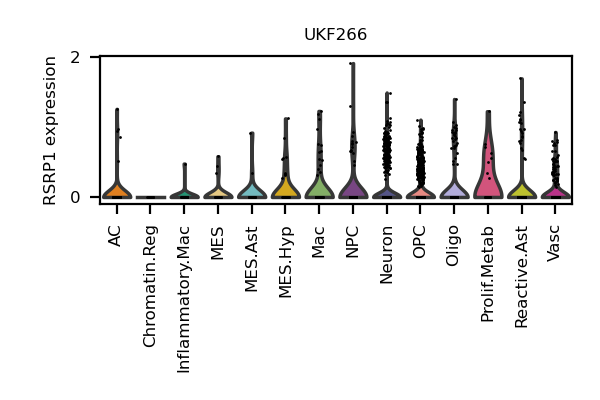 UKF266
RSRP1 expression
2
0
AC
Chromatin.Reg
Inflammatory.Mac
MES
MES.Ast
MES.Hyp
Mac
NPC
Neuron
OPC
Oligo
Prolif.Metab
Reactive.Ast
Vasc